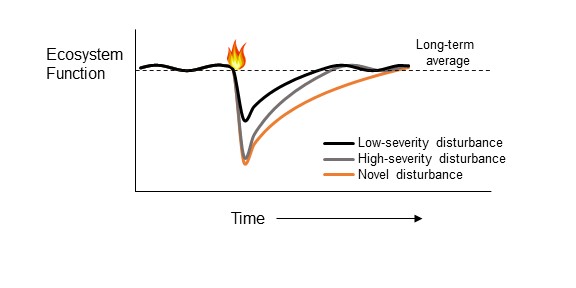 Ecosystem
Function
Long-term
average
Low-severity disturbance
High-severity disturbance
Novel disturbance
Time